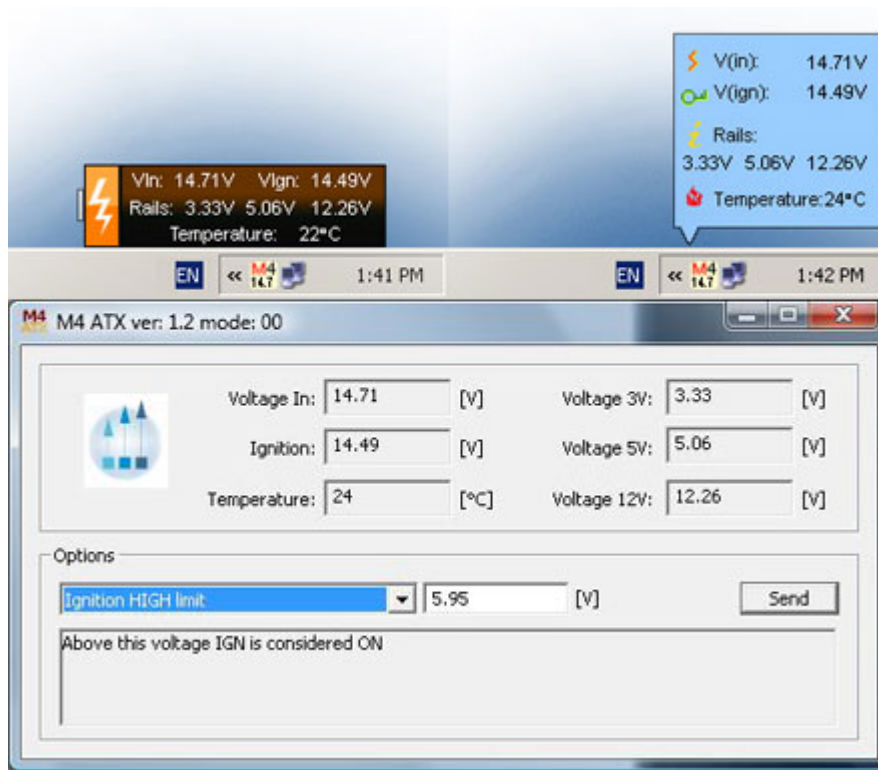 VIn: 14.71V VIgn: 14.49V
Rails: 3.33V 5.06V 12.26V
Temperature: 22°C
EN « M4 14.7 1:41 PM
V(in): 14.71V
V(ign): 14.49V
Rails:
3.33V 5.06V 12.26V
Temperature:24°C
EN « M4 14.7 1:42 PM
M4 ATX M4 ATX ver: 1.2 mode: 00
Voltage In: 14.71 [V] Voltage 3V: 3.33 [V]
Ignition: 14.49 [V] Voltage 5V: 5.06 [V]
Temperature: 24 [°C] Voltage 12V: 12.26 [V]
Options
Ignition HIGH limit 5.95 [V] Send
Above this voltage IGN is considered ON